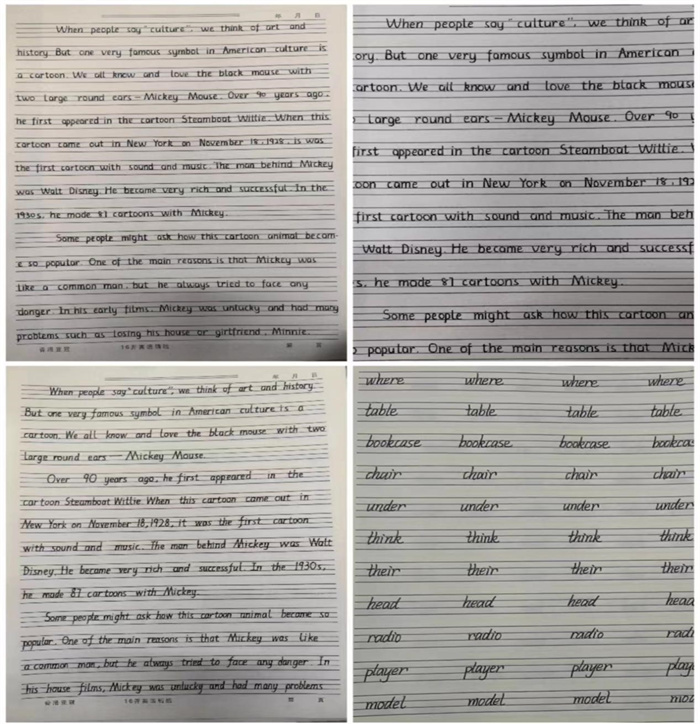 月 日
When people say "culture", we think of art and
history. But one very famous symbol in American culture is
a cartoon. We all know and love the black mouse with
two large round ears — Mickey Mouse. Over 90 years ago,
he first appeared in the cartoon Steamboat Willie. When this
cartoon came out in New York on November 18, 1928, is was
the first cartoon with sound and music. The man behind Mickey
was Walt Disney. He became very rich and successful. In the
1930s, he made 87 cartoons with Mickey.
Some people might ask how this cartoon animal becam-
e so popular. One of the main reasons is that Mickey was
like a common man, but he always tried to face any
danger. In his early films, Mickey was unlucky and had many
problems such as losing his house or girlfriend, Minnie.
When people say "culture", we think of ar
ory. But one very famous symbol in American
artoon. We all know and love the black mouse
large round ears — Mickey Mouse. Over 90 y
first appeared in the cartoon Steamboat Willie.
oon came out in New York on November 18, 192
first cartoon with sound and music. The man beh
Walt Disney. He became very rich and successf
s, he made 87 cartoons with Mickey.
Some people might ask how this cartoon an
popular. One of the main reasons is that Mick
月 日
When people say "culture", we think of art and history.
But one very famous symbol in American culture is a
cartoon. We all know and love the black mouse with two
large round ears — Mickey Mouse.
Over 90 years ago, he first appeared in the
cartoon Steamboat Willie. When this cartoon came out in
New York on November 18, 1928, it was the first cartoon
with sound and music. The man behind Mickey was Walt
Disney. He became very rich and successful. In the 1930s,
he made 87 cartoons with Mickey.
Some people might ask how this cartoon animal became so
popular. One of the main reasons is that Mickey was like
a common man, but he always tried to face any danger. In
his house films, Mickey was unlucky and had many problems
where where where where
table table table table
bookcase bookcase bookcase bookcas
chair chair chair chair
under under under under
think think think think
their their their their
head head head head
radio radio radio radi
player player player play
model model model mod